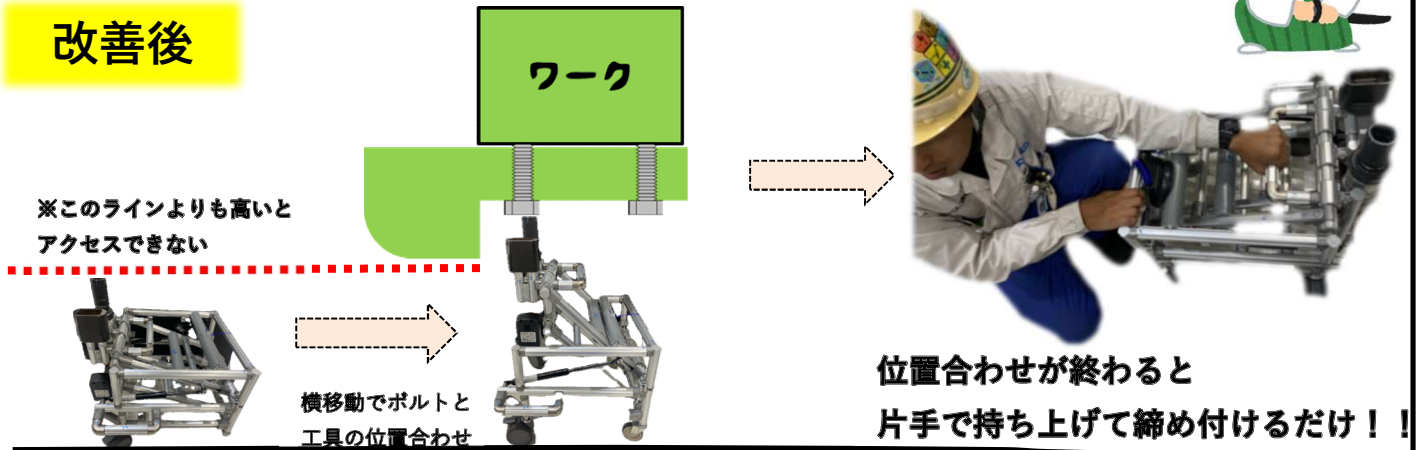 改善後
ワーク
※このラインよりも高いと
アクセスできない
横移動でボルトと
工具の位置合わせ
位置合わせが終わると
片手で持ち上げて締め付けるだけ！！